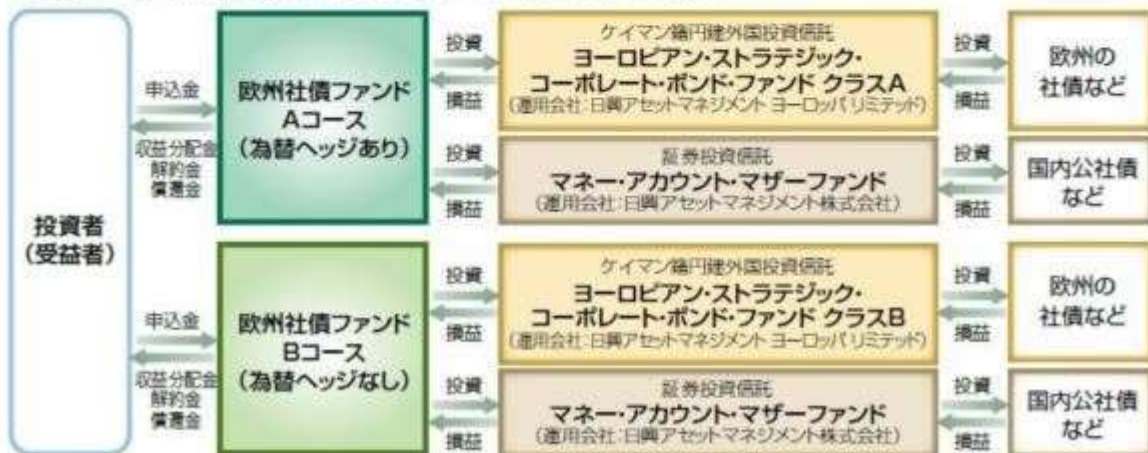 投資者
(受益者)
申込金
収益分配金
解約金
償還金
欧州社債ファンド
Aコース
(為替ヘッジあり)
投資
損益
ケイマン籍円建外国投資信託
ヨーロピアン・ストラテジック・
コーポレート・ボンド・ファンド クラスA
(運用会社:日興アセットマネジメント ヨーロッパ リミテッド)
投資
損益
欧州の
社債など
投資
損益
証券投資信託
マネー・アカウント・マザーファンド
(運用会社:日興アセットマネジメント株式会社)
投資
損益
国内公社債
など
申込金
収益分配金
解約金
償還金
欧州社債ファンド
Bコース
(為替ヘッジなし)
投資
損益
ケイマン籍円建外国投資信託
ヨーロピアン・ストラテジック・
コーポレート・ボンド・ファンド クラスB
(運用会社:日興アセットマネジメント ヨーロッパ リミテッド)
投資
損益
欧州の
社債など
投資
損益
証券投資信託
マネー・アカウント・マザーファンド
(運用会社:日興アセットマネジメント株式会社)
投資
損益
国内公社債
など